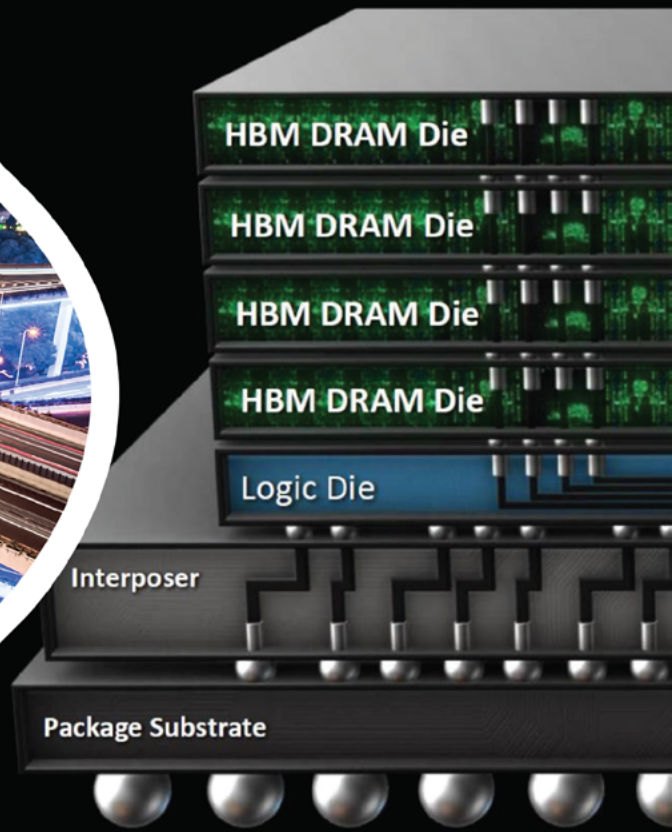 HBM DRAM Die
HBM DRAM Die
HBM DRAM Die
HBM DRAM Die
Logic Die
Interposer
Package Substrate